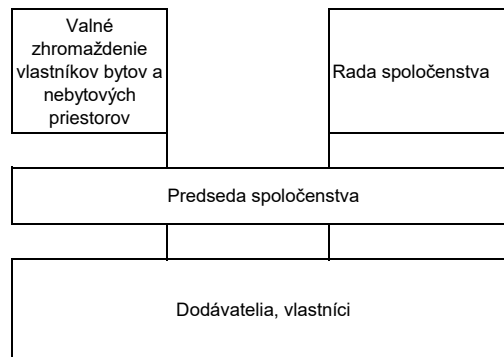 Valné
zhromaždenie
vlastníkov bytov a
nebytových
priestorov
Rada spoločenstva
Predseda spoločenstva
Dodávatelia, vlastníci